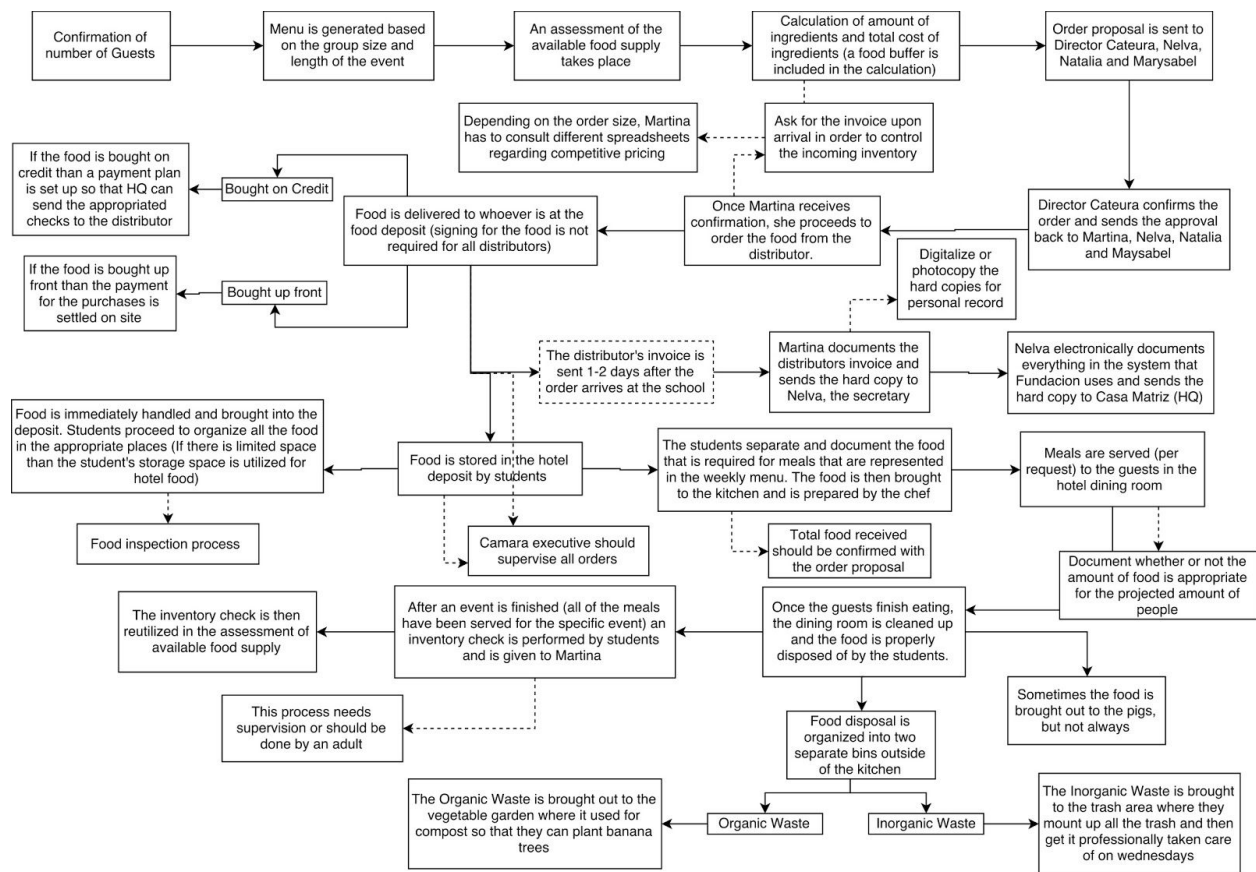 Confirmation of
number of Guests
Menu is generated based
on the group size and
length of the event
An assessment of the
available food supply
takes place
Calculation of amount of
ingredients and total cost of
ingredients (a food buffer is
included in the calculation)
Order proposal is sent to
Director Cateura, Nelva,
Natalia and Marysabel
Depending on the order size, Martina
has to consult different spreadsheets
regarding competitive pricing
Ask for the invoice upon
arrival in order to control
the incoming inventory
If the food is bought on
credit than a payment plan
is set up so that HQ can
send the appropriated
checks to the distributor
Bought on Credit
Food is delivered to whoever is at the
food deposit (signing for the food is not
required for all distributors)
Once Martina receives
confirmation, she proceeds to
order the food from the
distributor.
Director Cateura confirms the
order and sends the approval
back to Martina, Nelva, Natalia
and Maysabel
If the food is bought up
front than the payment
for the purchases is
settled on site
Bought up front
Digitalize or
photocopy the
hard copies for
personal record
The distributor's invoice is
sent 1-2 days after the
order arrives at the school
Martina documents the
distributors invoice and
sends the hard copy to
Nelva, the secretary
Nelva electronically documents
everything in the system that
Fundacion uses and sends the
hard copy to Casa Matriz (HQ)
Food is immediately handled and brought into the
deposit. Students proceed to organize all the food
in the appropriate places (If there is limited space
than the student's storage space is utilized for
hotel food)
Food is stored in the hotel
deposit by students
The students separate and document the food
that is required for meals that are represented
in the weekly menu. The food is then brought
to the kitchen and is prepared by the chef
Meals are served (per
request) to the guests in the
hotel dining room
Food inspection process
Camara executive should
supervise all orders
Total food received
should be confirmed with
the order proposal
Document whether or not the
amount of food is appropriate
for the projected amount of
people
The inventory check is then
reutilized in the assessment of
available food supply
After an event is finished (all of the meals
have been served for the specific event) an
inventory check is performed by students
and is given to Martina
Once the guests finish eating,
the dining room is cleaned up
and the food is properly
disposed of by the students.
This process needs
supervision or should be
done by an adult
Food disposal is
organized into two
separate bins outside
of the kitchen
Sometimes the food is
brought out to the pigs,
but not always
The Organic Waste is brought out to the
vegetable garden where it used for
compost so that they can plant banana
trees
Organic Waste
Inorganic Waste
The Inorganic Waste is brought
to the trash area where they
mount up all the trash and then
get it professionally taken care
of on wednesdays